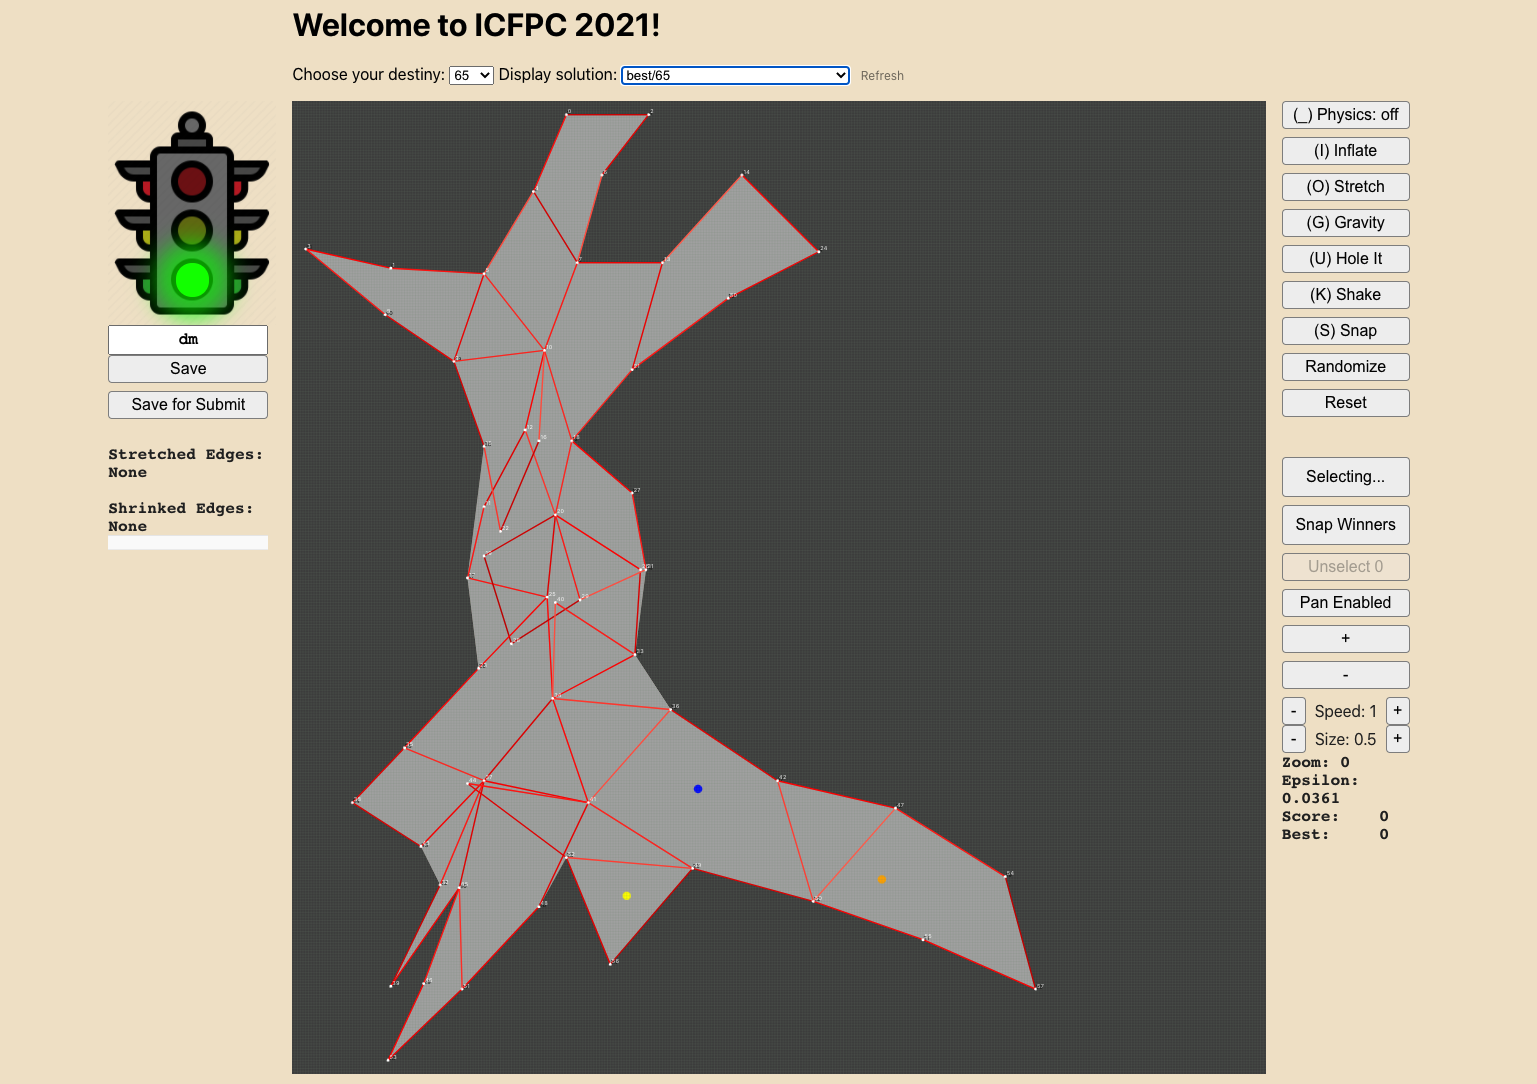 Welcome to ICFPC 2021!
Choose your destiny: 65 Display solution: best/65 Refresh
dm
Save
Save for Submit
Stretched Edges:
None
Shrinked Edges:
None
(_) Physics: off
(I) Inflate
(O) Stretch
(G) Gravity
(U) Hole It
(K) Shake
(S) Snap
Randomize
Reset
Selecting...
Snap Winners
Unselect 0
Pan Enabled
+
-
- Speed: 1 +
- Size: 0.5 +
Zoom: 0
Epsilon:
0.0361
Score: 0
Best: 0